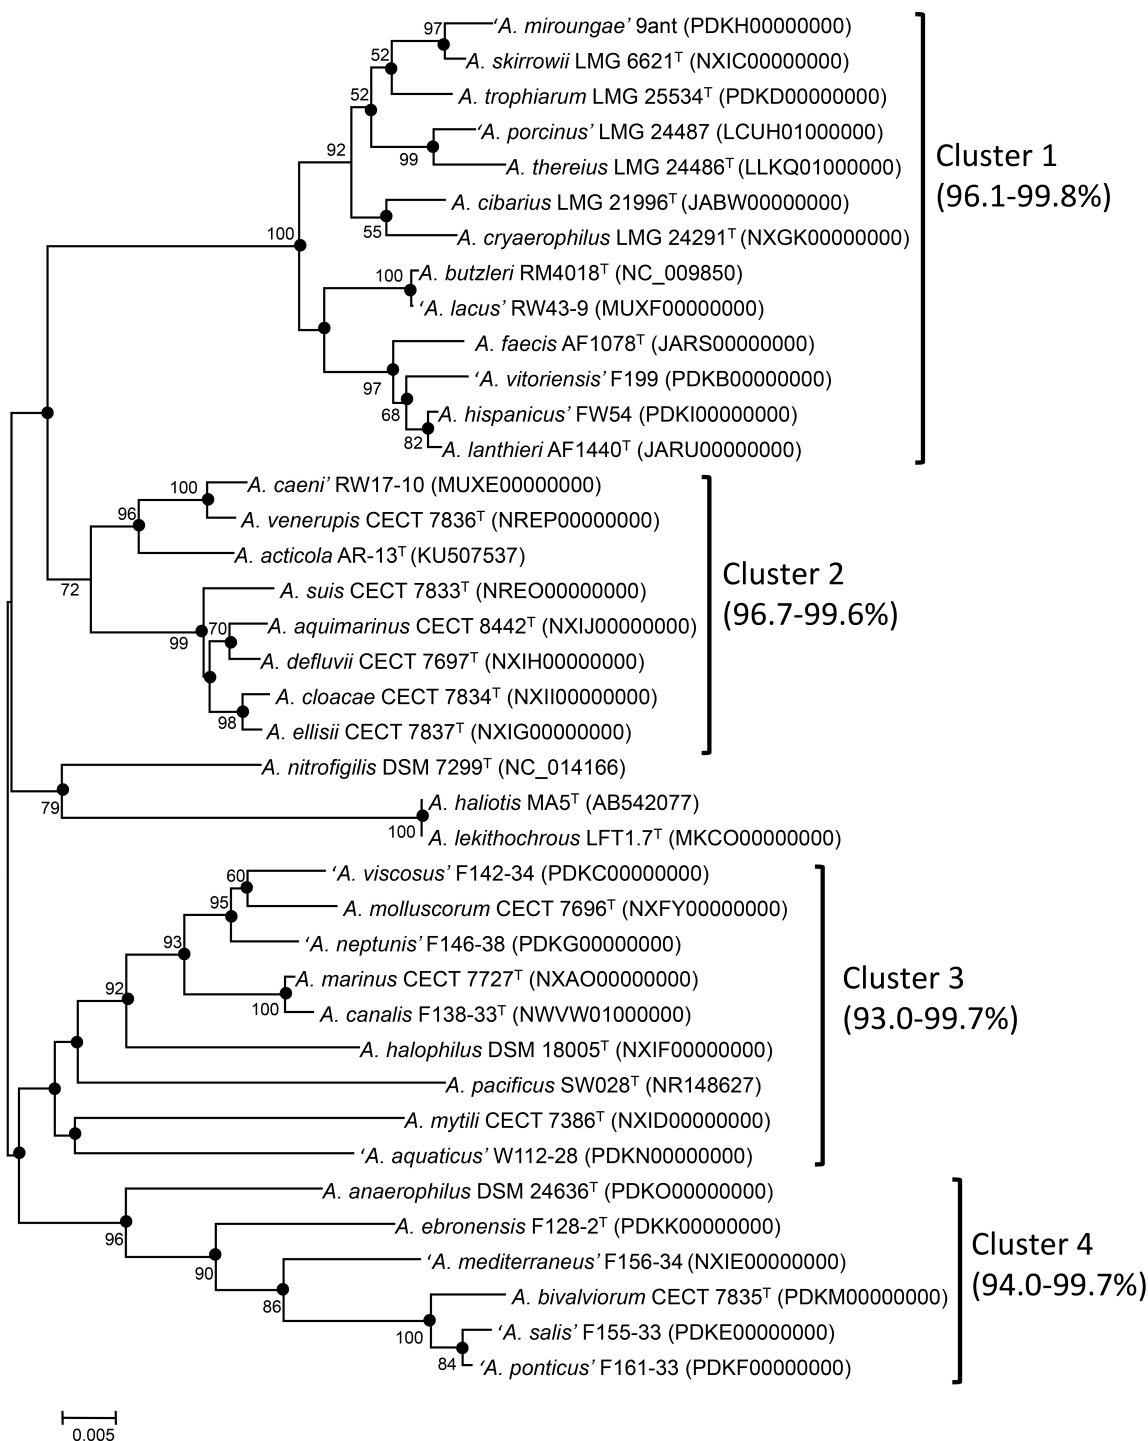 97
'A. miroungae' 9ant (PDKH00000000)
52
A. skirrowii LMG 6621T (NXIC00000000)
52
A. trophiarum LMG 25534T (PDKD00000000)
'A. porcinus' LMG 24487 (LCUH01000000)
92
99
A. thereius LMG 24486T (LLKQ01000000)
Cluster 1
(96.1-99.8%)
A. cibarius LMG 21996T (JABW00000000)
55
A. cryaerophilus LMG 24291T (NXGK00000000)
100
100
A. butzleri RM4018T (NC_009850)
'A. lacus' RW43-9 (MUXF00000000)
A. faecis AF1078T (JARS00000000)
97
'A. vitoriensis' F199 (PDKB00000000)
68
A. hispanicus' FW54 (PDKI00000000)
82
A. lanthieri AF1440T (JARU00000000)
100
A. caeni' RW17-10 (MUXE00000000)
96
A. venerupis CECT 7836T (NREP00000000)
A. acticola AR-13T (KU507537)
72
A. suis CECT 7833T (NREO00000000)
Cluster 2
(96.7-99.6%)
99
70
A. aquimarinus CECT 8442T (NXIJ00000000)
A. defluvii CECT 7697T (NXIH00000000)
A. cloacae CECT 7834T (NXII00000000)
98
A. ellisii CECT 7837T (NXIG00000000)
A. nitrofigilis DSM 7299T (NC_014166)
79
A. haliotis MA5T (AB542077)
100
A. lekithochrous LFT1.7T (MKCO00000000)
60
'A. viscosus' F142-34 (PDKC00000000)
95
A. molluscorum CECT 7696T (NXFY00000000)
93
'A. neptunis' F146-38 (PDKG00000000)
92
A. marinus CECT 7727T (NXAO00000000)
100
A. canalis F138-33T (NWVW01000000)
Cluster 3
(93.0-99.7%)
A. halophilus DSM 18005T (NXIF00000000)
A. pacificus SW028T (NR148627)
A. mytili CECT 7386T (NXID00000000)
'A. aquaticus' W112-28 (PDKN00000000)
A. anaerophilus DSM 24636T (PDKO00000000)
96
A. ebronensis F128-2T (PDKK00000000)
90
'A. mediterraneus' F156-34 (NXIE00000000)
Cluster 4
(94.0-99.7%)
86
A. bivalviorum CECT 7835T (PDKM00000000)
100
'A. salis' F155-33 (PDKE00000000)
84
'A. ponticus' F161-33 (PDKF00000000)
0.005